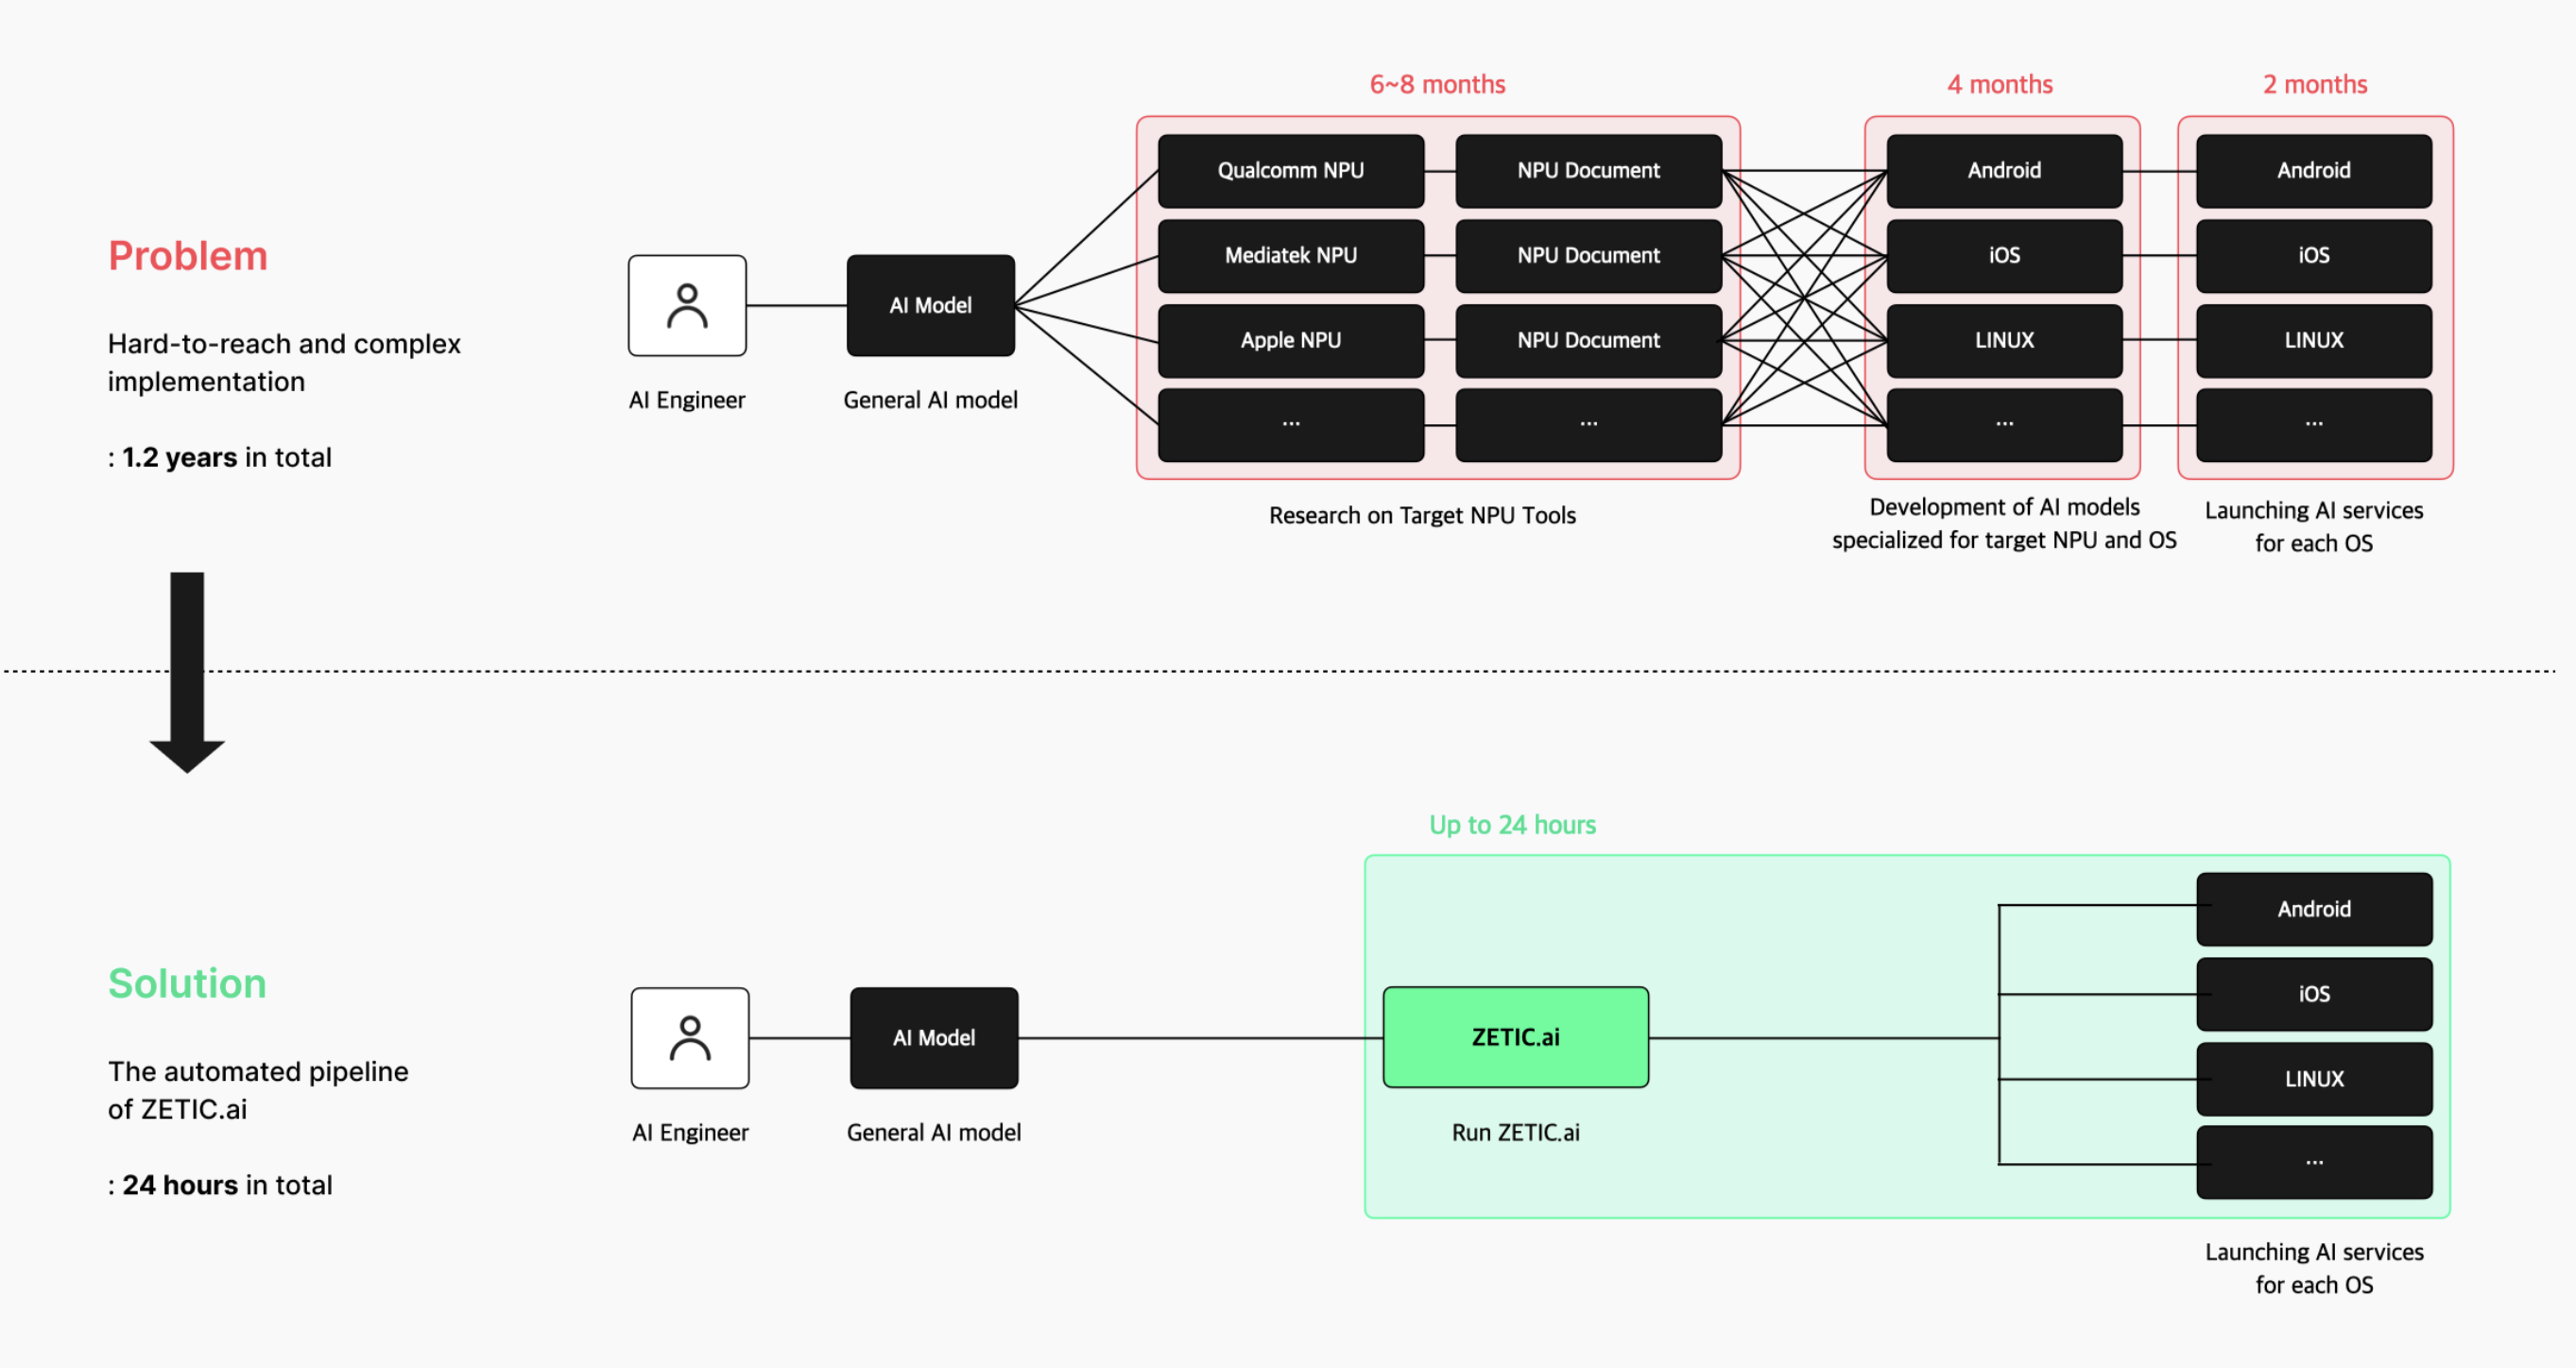 Problem
Hard-to-reach and complex
implementation
: 1.2 years in total
AI Engineer
AI Model
General AI model
6~8 months
Qualcomm NPU
NPU Document
Mediatek NPU
NPU Document
Apple NPU
NPU Document
...
...
Research on Target NPU Tools
4 months
Android
iOS
LINUX
...
Development of AI models
specialized for target NPU and OS
2 months
Android
iOS
LINUX
...
Launching AI services
for each OS
Solution
The automated pipeline
of ZETIC.ai
: 24 hours in total
AI Engineer
AI Model
General AI model
Up to 24 hours
ZETIC.ai
Run ZETIC.ai
Android
iOS
LINUX
...
Launching AI services
for each OS